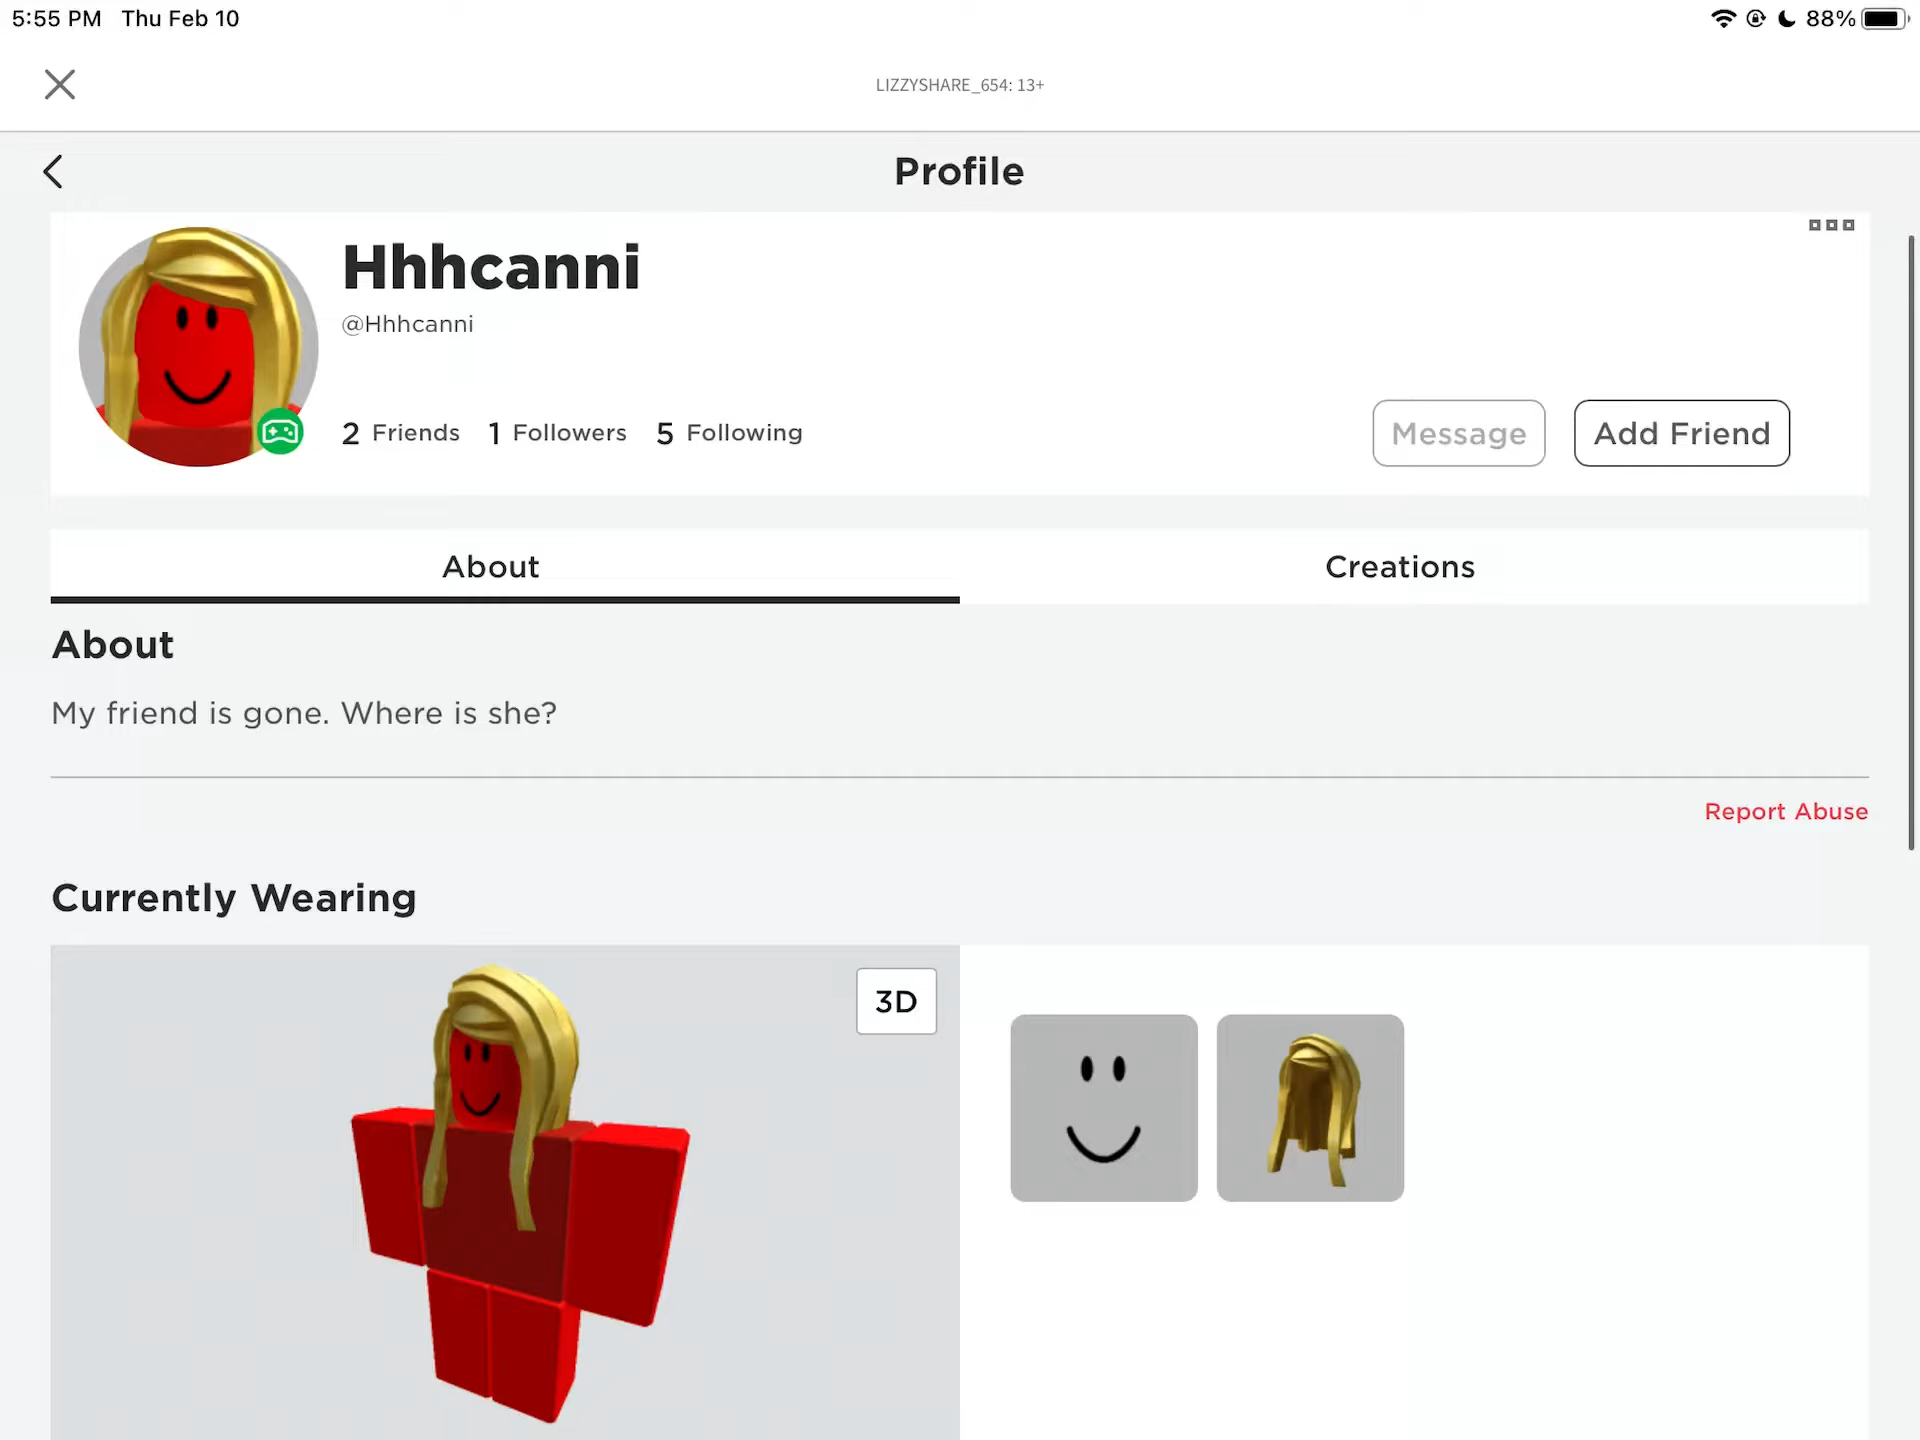 5:55 PM Thu Feb 10 88%
LIZZYSHARE_654: 13+
Profile
Hhhcanni
@Hhhcanni
2 Friends 1 Followers 5 Following
Message Add Friend
About Creations
About
My friend is gone. Where is she?
Report Abuse
Currently Wearing
3D